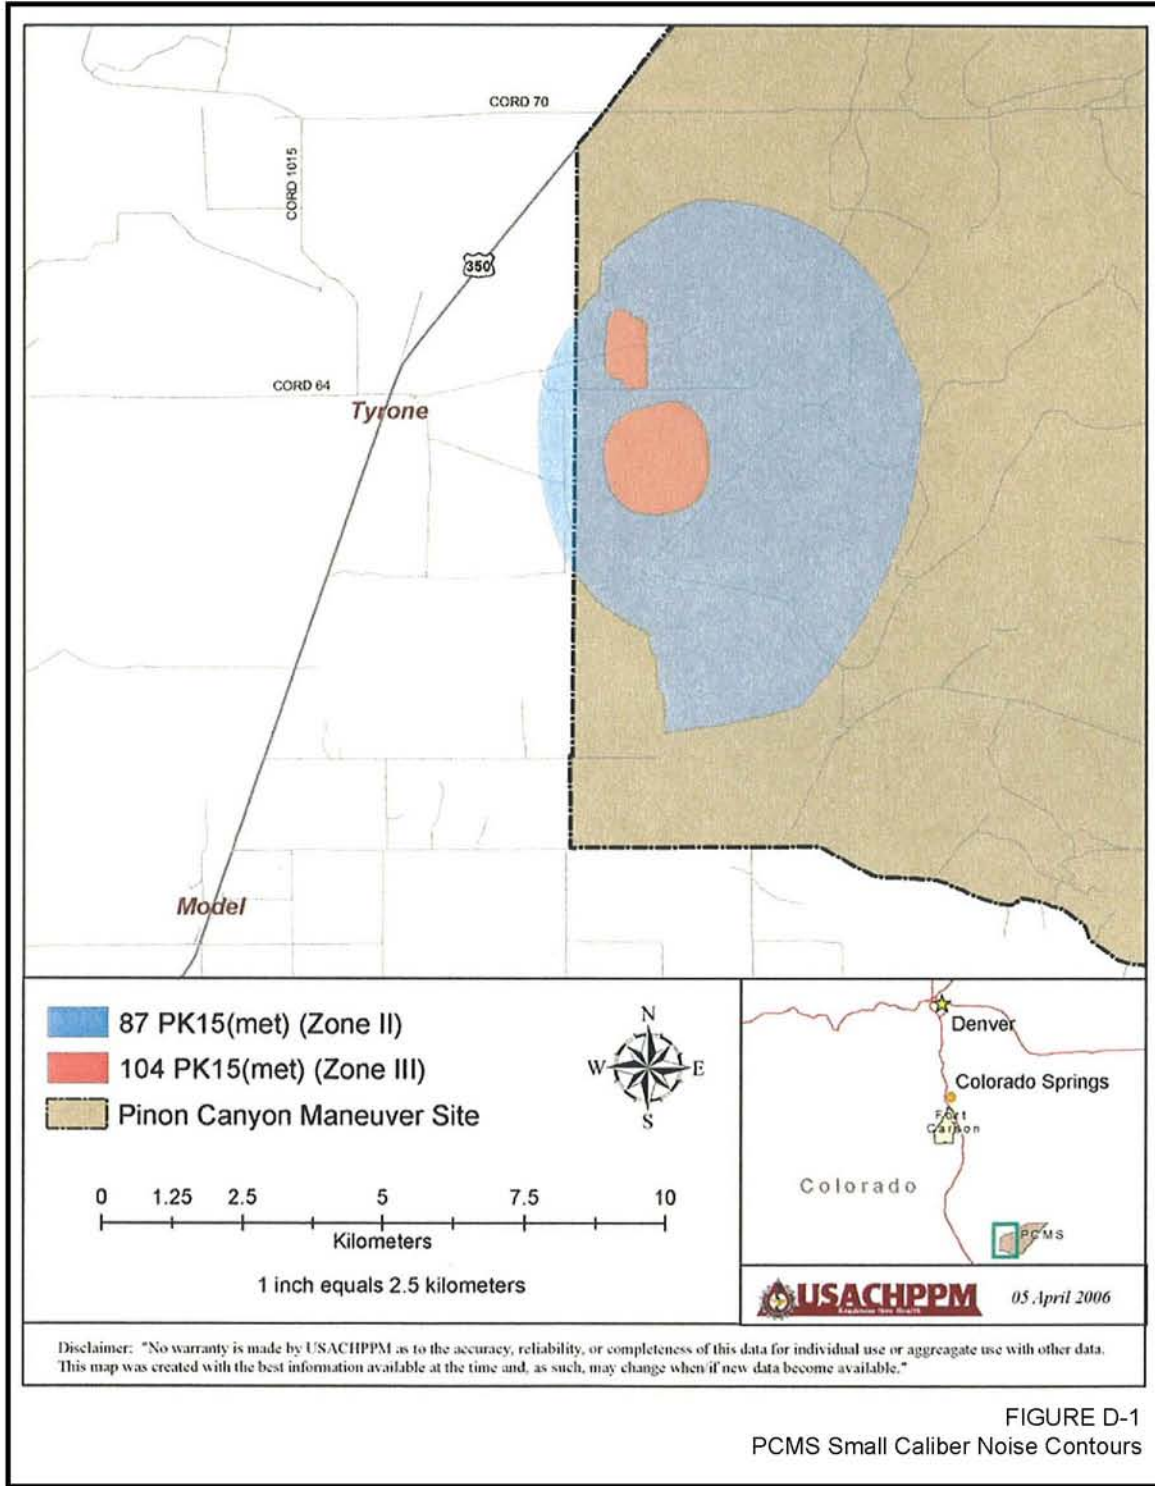 CORD 70
CORD 1015
350
CORD 64
Tyrone
Model
87 PK15(met) (Zone II)
104 PK15(met) (Zone III)
Pinon Canyon Maneuver Site
N
W E
S
0 1.25 2.5 5 7.5 10
Kilometers
1 inch equals 2.5 kilometers
Denver
Colorado Springs
Fort
Carson
Colorado
PCMS
USACHPPM
05 April 2006
Disclaimer: "No warranty is made by USACHPPM as to the accuracy, reliability, or completeness of this data for individual use or aggreagate use with other data.
This map was created with the best information available at the time and, as such, may change when/if new data become available."
FIGURE D-1
PCMS Small Caliber Noise Contours